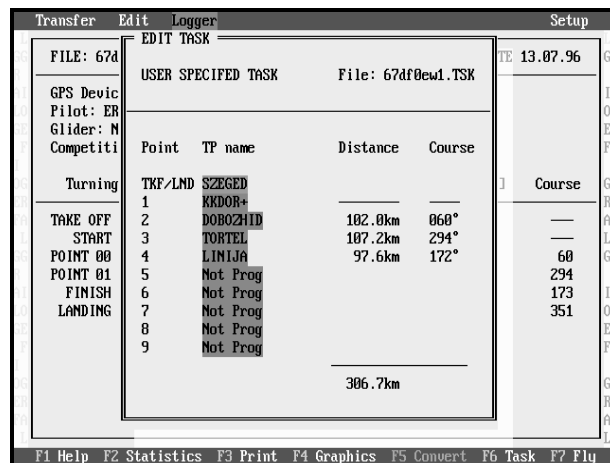 Transfer Edit Logger Setup
EDIT TASK
FILE: 67d TE 13.07.96
USER SPECIFED TASK File: 67df0ew1.TSK
GPS Devic
Pilot: ER
Glider: N
Competiti Point TP name Distance Course
Turning TKF/LND SZEGED ] Course
1 KKDOR+
TAKE OFF 2 DOBOZHID 102.0km 060°
START 3 TORTEL 107.2km 294°
POINT 00 4 LINIJA 97.6km 172° 60
POINT 01 5 Not Prog 294
FINISH 6 Not Prog 173
LANDING 7 Not Prog 351
8 Not Prog
9 Not Prog
306.7km
F1 Help F2 Statistics F3 Print F4 Graphics F5 Convert F6 Task F7 Fly